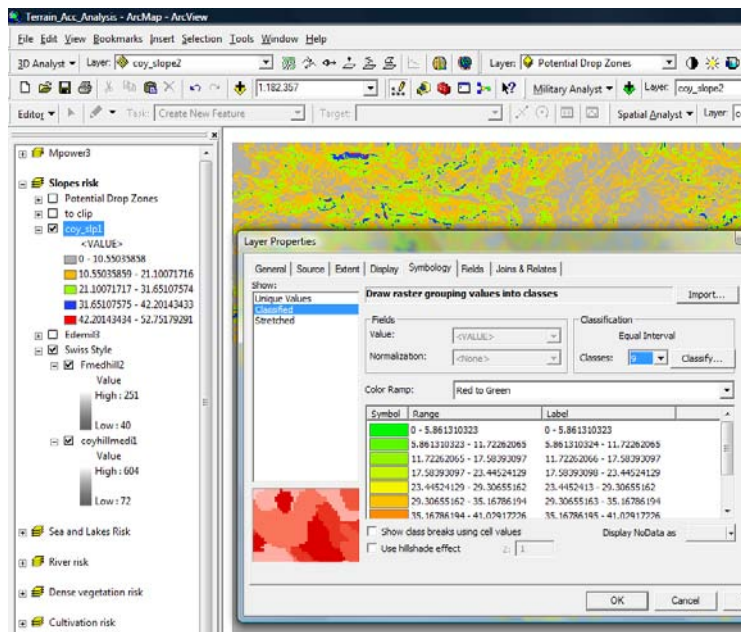 Terrain_Acc_Analysis - ArcMap - ArcView
File Edit View Bookmarks Insert Selection Tools Window Help
3D Analyst Layer: coy_slope2 Layer: Potential Drop Zones
1:182,357 Military Analyst Layer: coy_slope2
Editor Task: Create New Feature Target: Spatial Analyst Layer:
Mpower3
Slopes risk
Potential Drop Zones
to clip
coy_slp1
<VALUE>
0 - 10.55035858
10.55035859 - 21.10071716
21.10071717 - 31.65107574
31.65107575 - 42.20143433
42.20143434 - 52.75179291
Edemil3
Swiss Style
Fmedhill2
Value
High : 251
Low : 40
coyhillmedi1
Value
High : 604
Low : 72
Sea and Lakes Risk
River risk
Dense vegetation risk
Cultivation risk
Layer Properties
General Source Extent Display Symbology Fields Joins & Relates
Show:
Unique Values
Classified
Stretched
Draw raster grouping values into classes
Import...
Fields
Value: <VALUE>
Normalization: <None>
Classification
Equal Interval
Classes: 9 Classify...
Color Ramp: Red to Green
Symbol Range Label
0 - 5.861310323 0 - 5.861310323
5.861310323 - 11.72262065 5.861310324 - 11.72262065
11.72262065 - 17.58393097 11.72262066 - 17.58393097
17.58393097 - 23.44524129 17.58393098 - 23.44524129
23.44524129 - 29.30655162 23.4452413 - 29.30655162
29.30655162 - 35.16786194 29.30655163 - 35.16786194
35.16786194 - 41.02917226 35.16786195 - 41.02917226
Show class breaks using cell values Display NoData as
Use hillshade effect Z: 1
OK Cancel